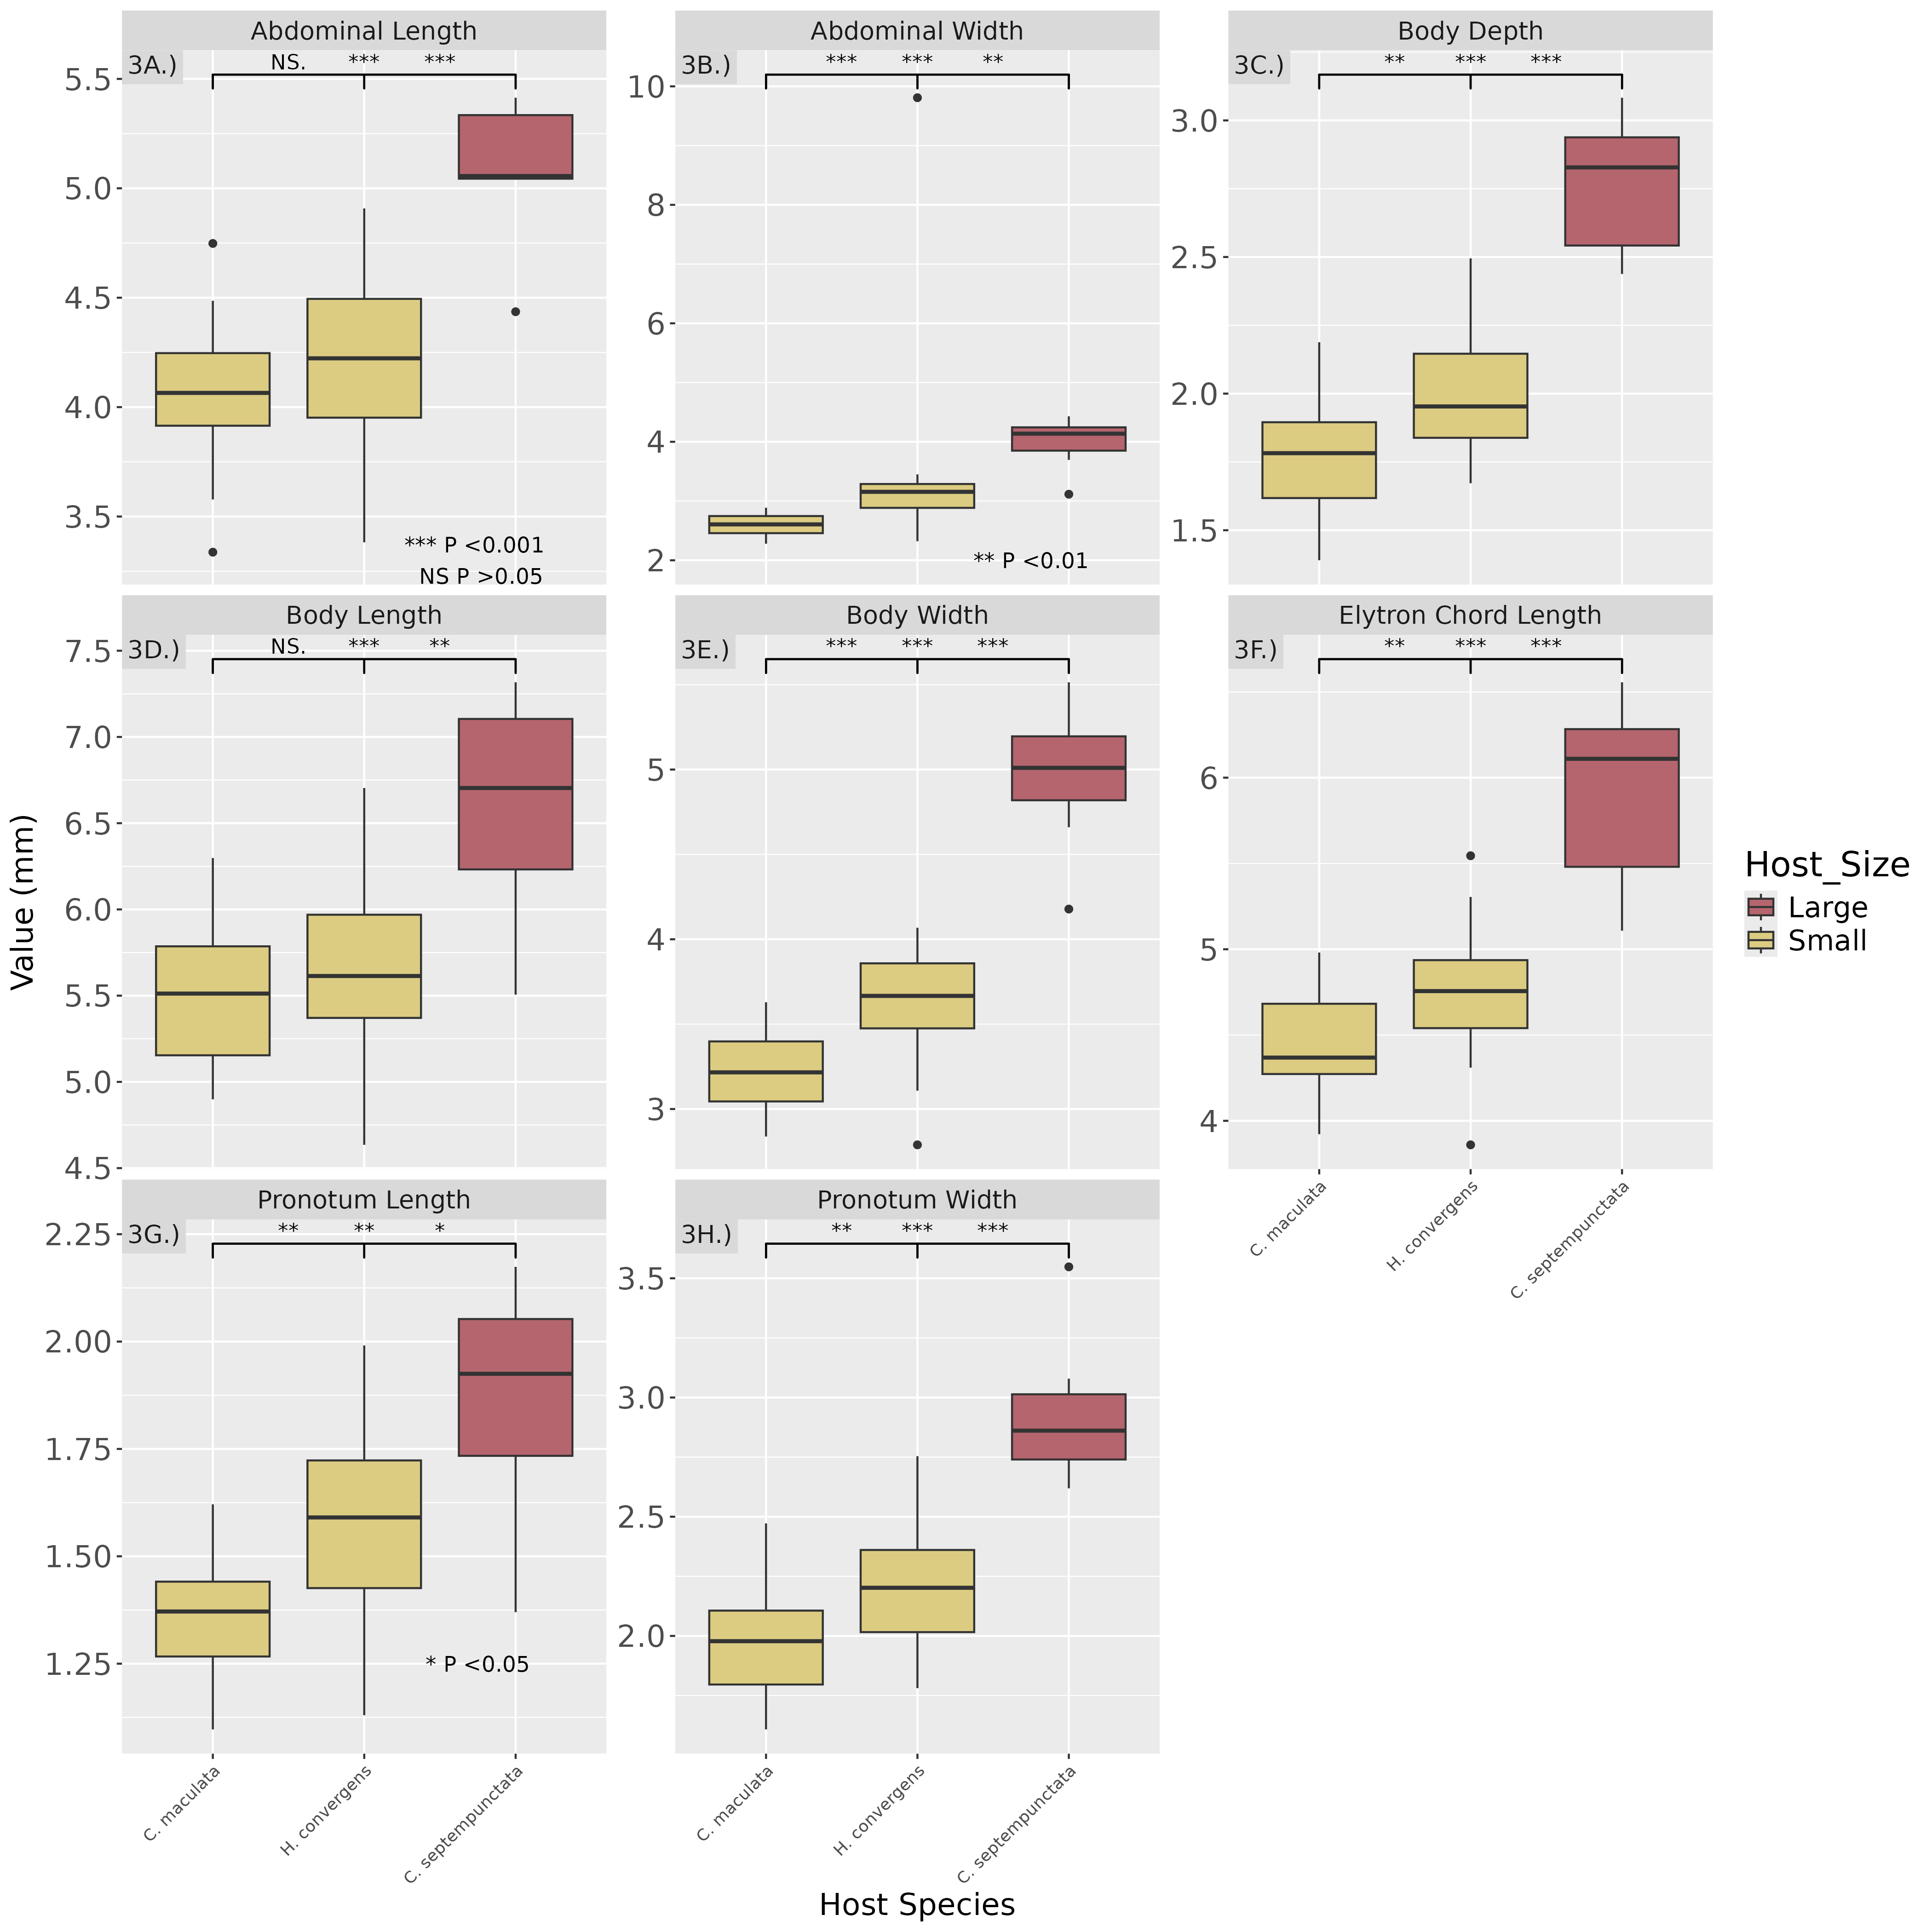 Abdominal Length
3A.)
NS. *** ***
5.5
5.0
4.5
4.0
3.5
*** P <0.001
NS P >0.05
Abdominal Width
3B.)
*** *** **
10
8
6
4
2
** P <0.01
Body Depth
3C.)
** *** ***
3.0
2.5
2.0
1.5
Body Length
3D.)
NS. *** **
7.5
7.0
6.5
6.0
5.5
5.0
4.5
Body Width
3E.)
*** *** ***
5
4
3
Elytron Chord Length
3F.)
** *** ***
6
5
4
C. maculata
H. convergens
C. septempunctata
Pronotum Length
3G.)
** ** *
2.25
2.00
1.75
1.50
1.25
* P <0.05
C. maculata
H. convergens
C. septempunctata
Pronotum Width
3H.)
** *** ***
3.5
3.0
2.5
2.0
C. maculata
H. convergens
C. septempunctata
Value (mm)
Host Species
Host_Size
Large
Small